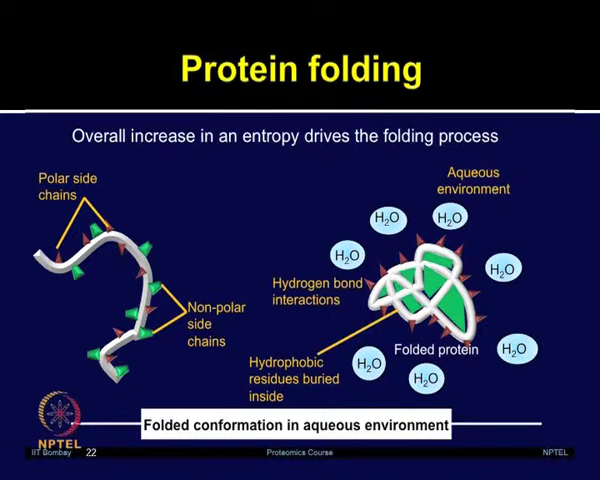 Protein folding
Overall increase in an entropy drives the folding process
Polar side
chains
Aqueous
environment
H2O
H2O
H2O
H2O
Hydrogen bond
interactions
Non-polar
side
chains
Hydrophobic
residues buried
inside
Folded protein
H2O
H2O
H2O
Folded conformation in aqueous environment
NPTEL
IIT Bombay
22
Proteomics Course
NPTEL